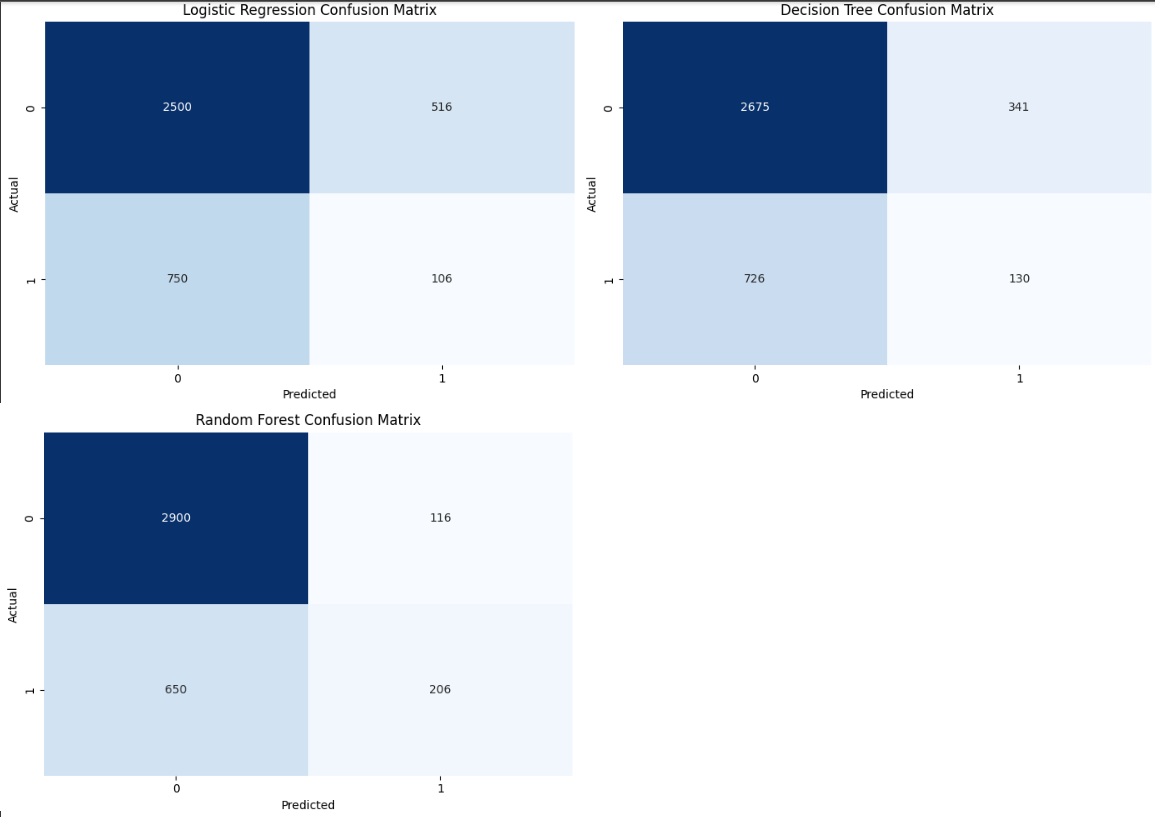 Logistic Regression Confusion Matrix
0
2500
516
Actual
1
750
106
0
1
Predicted
Decision Tree Confusion Matrix
0
2675
341
Actual
1
726
130
0
1
Predicted
Random Forest Confusion Matrix
0
2900
116
Actual
1
650
206
0
1
Predicted